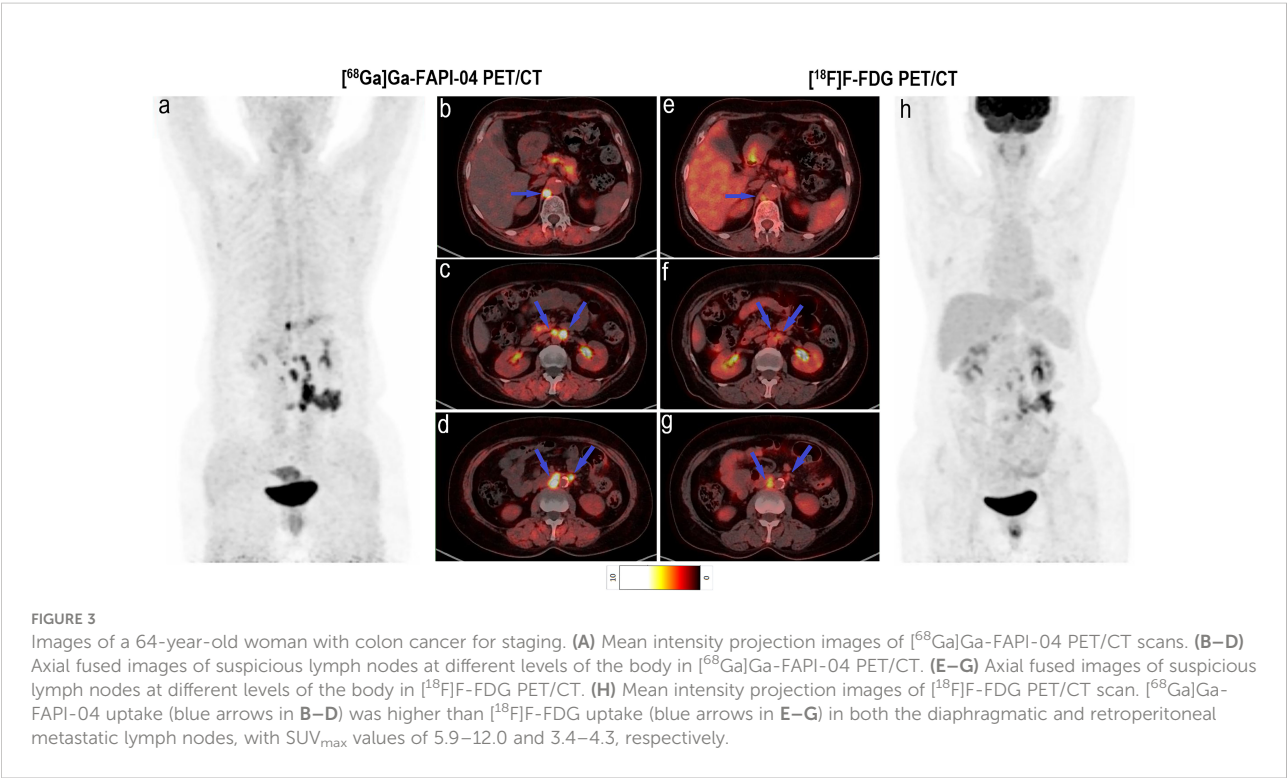 [⁶⁸Ga]Ga-FAPI-04 PET/CT
[¹⁸F]F-FDG PET/CT
a
b
e
h
c
f
d
g
10
0
FIGURE 3
Images of a 64-year-old woman with colon cancer for staging. (A) Mean intensity projection images of [⁶⁸Ga]Ga-FAPI-04 PET/CT scans. (B–D)
Axial fused images of suspicious lymph nodes at different levels of the body in [⁶⁸Ga]Ga-FAPI-04 PET/CT. (E–G) Axial fused images of suspicious
lymph nodes at different levels of the body in [¹⁸F]F-FDG PET/CT. (H) Mean intensity projection images of [¹⁸F]F-FDG PET/CT scan. [⁶⁸Ga]Ga-
FAPI-04 uptake (blue arrows in B–D) was higher than [¹⁸F]F-FDG uptake (blue arrows in E–G) in both the diaphragmatic and retroperitoneal
metastatic lymph nodes, with SUVmax values of 5.9–12.0 and 3.4–4.3, respectively.